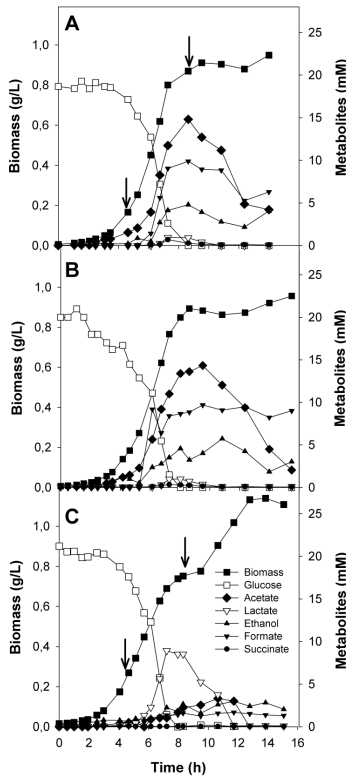 A
1,0
0,8
0,6
0,4
0,2
0,0
Biomass (g/L)
25
20
15
10
5
0
Metabolites (mM)
B
1,0
0,8
0,6
0,4
0,2
0,0
Biomass (g/L)
25
20
15
10
5
0
Metabolites (mM)
C
1,0
0,8
0,6
0,4
0,2
0,0
Biomass (g/L)
25
20
15
10
5
0
Metabolites (mM)
Biomass
Glucose
Acetate
Lactate
Ethanol
Formate
Succinate
0 2 4 6 8 10 12 14 16
Time (h)